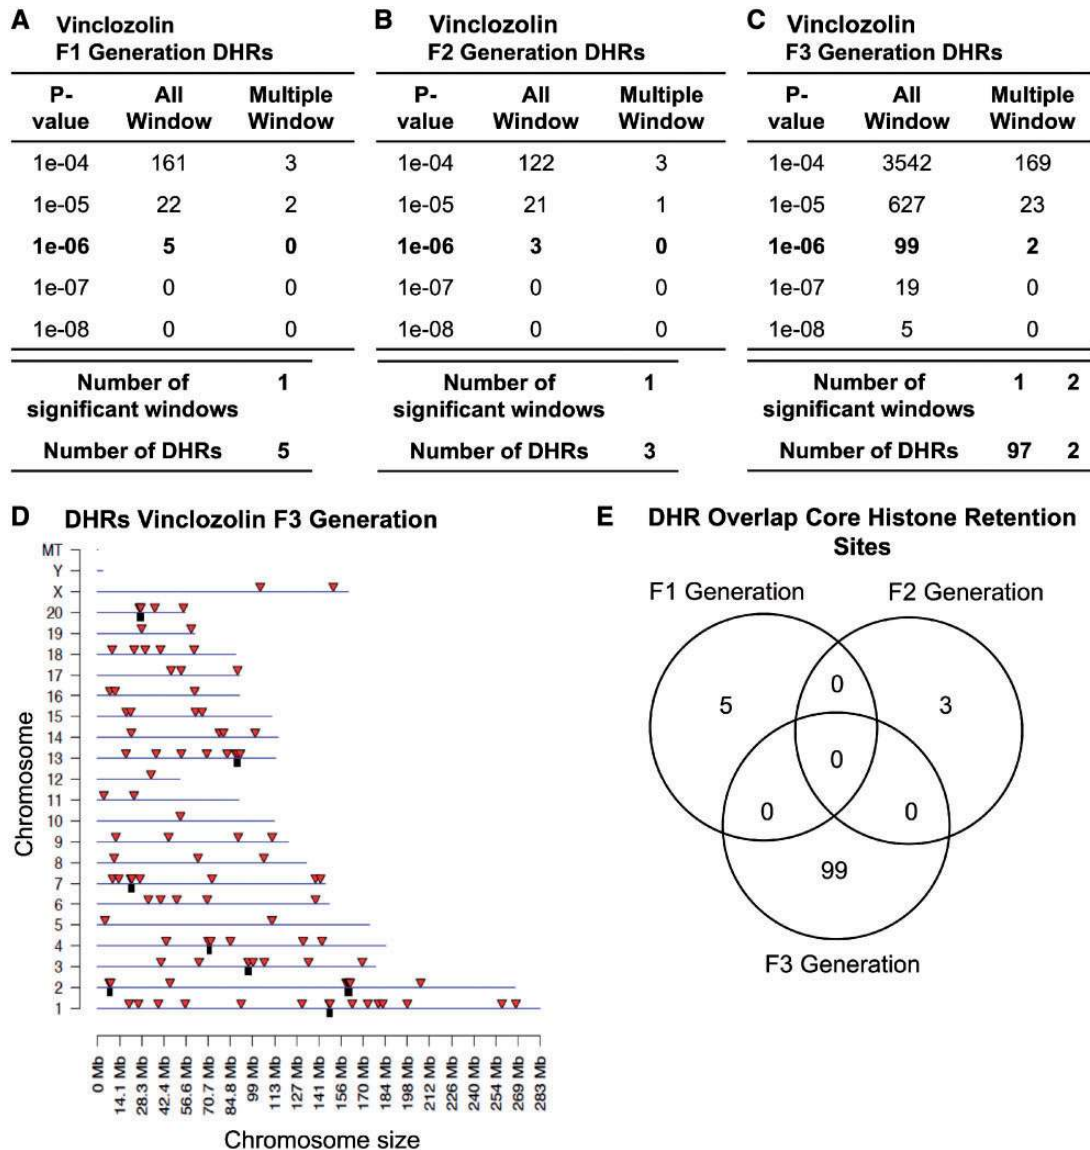 A Vinclozolin
F1 Generation DHRs
P-value All Window Multiple Window
1e-04 161 3
1e-05 22 2
1e-06 5 0
1e-07 0 0
1e-08 0 0
Number of significant windows 1
Number of DHRs 5
B Vinclozolin
F2 Generation DHRs
P-value All Window Multiple Window
1e-04 122 3
1e-05 21 1
1e-06 3 0
1e-07 0 0
1e-08 0 0
Number of significant windows 1
Number of DHRs 3
C Vinclozolin
F3 Generation DHRs
P-value All Window Multiple Window
1e-04 3542 169
1e-05 627 23
1e-06 99 2
1e-07 19 0
1e-08 5 0
Number of significant windows 1 2
Number of DHRs 97 2
D DHRs Vinclozolin F3 Generation
Chromosome
MT
Y
X
20
19
18
17
16
15
14
13
12
11
10
9
8
7
6
5
4
3
2
1
0 Mb
14.1 Mb
28.3 Mb
42.4 Mb
56.6 Mb
70.7 Mb
84.8 Mb
99 Mb
113 Mb
127 Mb
141 Mb
156 Mb
170 Mb
184 Mb
198 Mb
212 Mb
226 Mb
240 Mb
254 Mb
269 Mb
283 Mb
Chromosome size
E DHR Overlap Core Histone Retention
Sites
F1 Generation
F2 Generation
5
0
3
0
0
0
99
F3 Generation